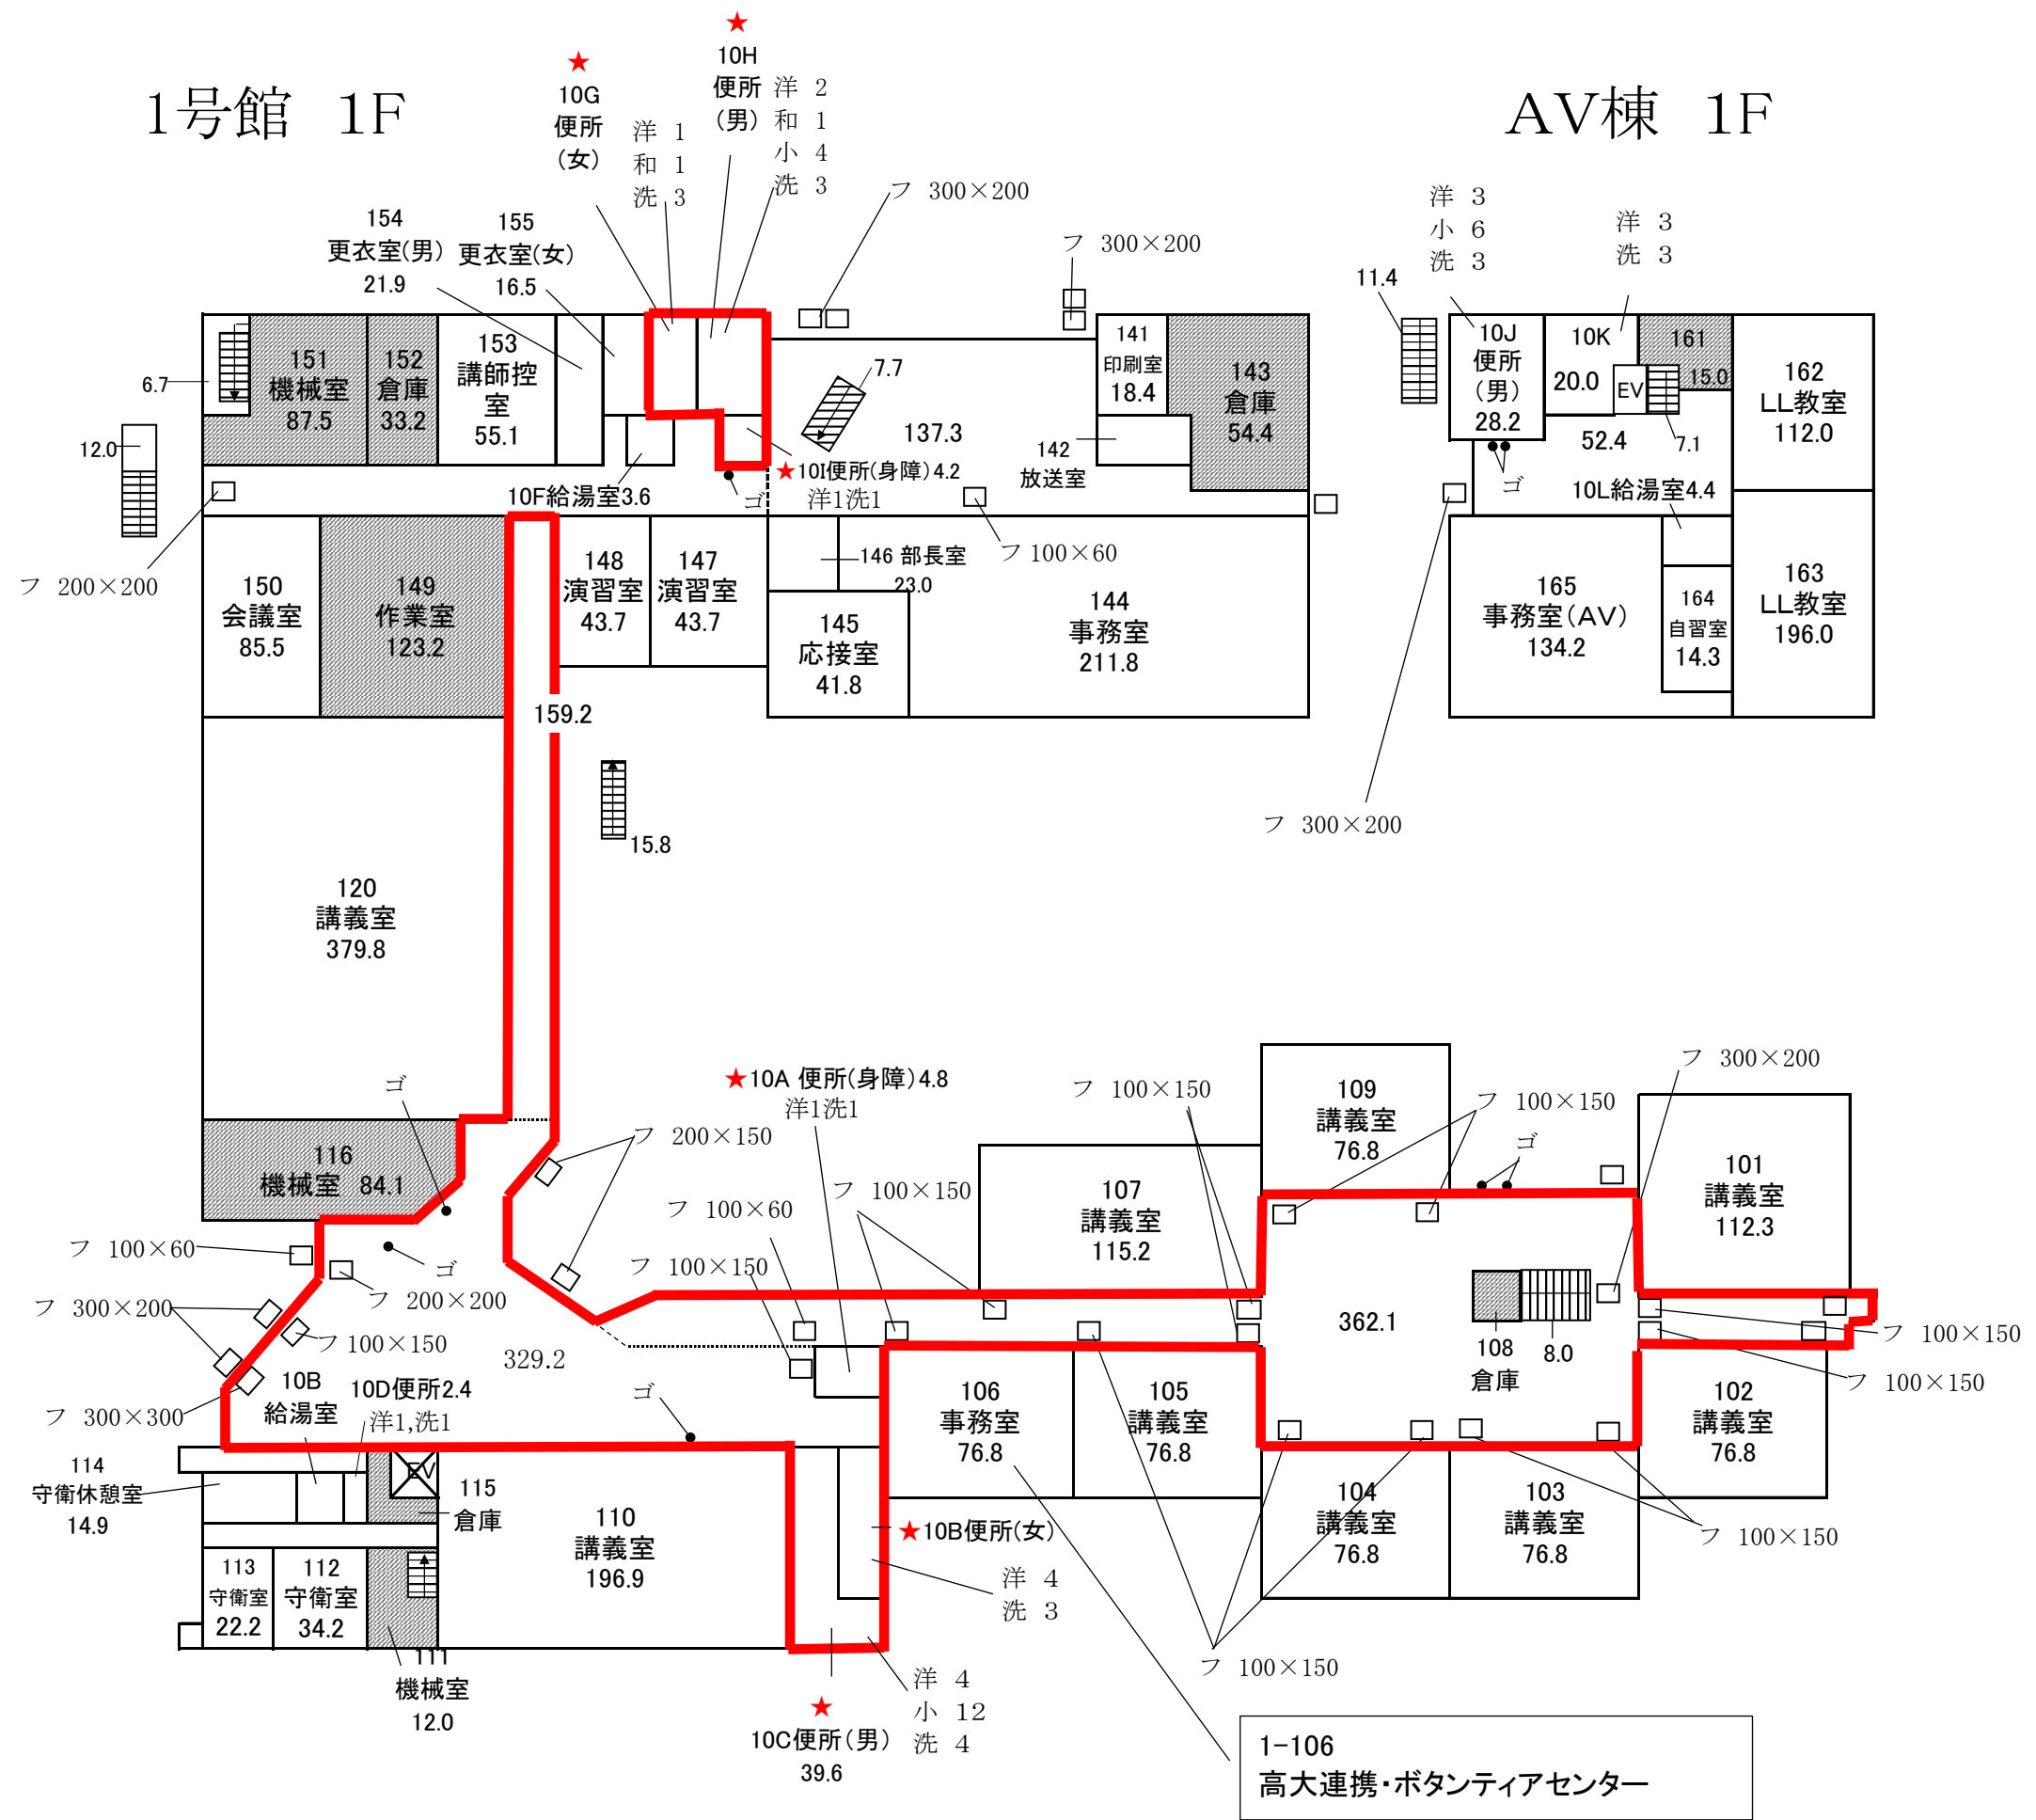 1号館 1F
AV棟 1F
★
10G
便所
(女)
洋 1
和 1
洗 3
★
10H
便所
(男)
洋 2
和 1
小 4
洗 3
フ 300×200
フ 300×200
154
更衣室(男)
21.9
155
更衣室(女)
16.5
洋 3
小 6
洗 3
洋 3
洗 3
11.4
6.7
151
機械室
87.5
152
倉庫
33.2
153
講師控
室
55.1
7.7
137.3
141
印刷室
18.4
143
倉庫
54.4
142
放送室
10J
便所
(男)
28.2
10K
20.0
161
15.0
EV
7.1
52.4
162
LL教室
112.0
12.0
10F給湯室3.6
ゴ
★10I便所(身障)4.2
洋1洗1
ゴ
10L給湯室4.4
フ 200×200
150
会議室
85.5
149
作業室
123.2
148
演習室
43.7
147
演習室
43.7
146 部長室
23.0
フ 100×60
145
応接室
41.8
144
事務室
211.8
165
事務室(AV)
134.2
164
自習室
14.3
163
LL教室
196.0
159.2
15.8
フ 300×200
120
講義室
379.8
ゴ
★10A 便所(身障)4.8
洋1洗1
フ 100×150
109
講義室
76.8
フ 100×150
フ 300×200
ゴ
フ 200×150
116
機械室 84.1
フ 100×150
フ 100×60
107
講義室
115.2
101
講義室
112.3
フ 100×60
ゴ
フ 100×150
フ 200×200
フ 300×200
フ 100×150
329.2
362.1
108
倉庫
8.0
フ 100×150
フ 100×150
10B
給湯室
10D便所2.4
洋1,洗1
フ 300×300
ゴ
106
事務室
76.8
105
講義室
76.8
102
講義室
76.8
114
守衛休憩室
14.9
EV
115
倉庫
110
講義室
196.9
★10B便所(女)
洋 4
洗 3
104
講義室
76.8
103
講義室
76.8
フ 100×150
113
守衛室
22.2
112
守衛室
34.2
111
機械室
12.0
フ 100×150
★
10C便所(男)
39.6
洋 4
小 12
洗 4
1-106
高大連携・ボタンティアセンター